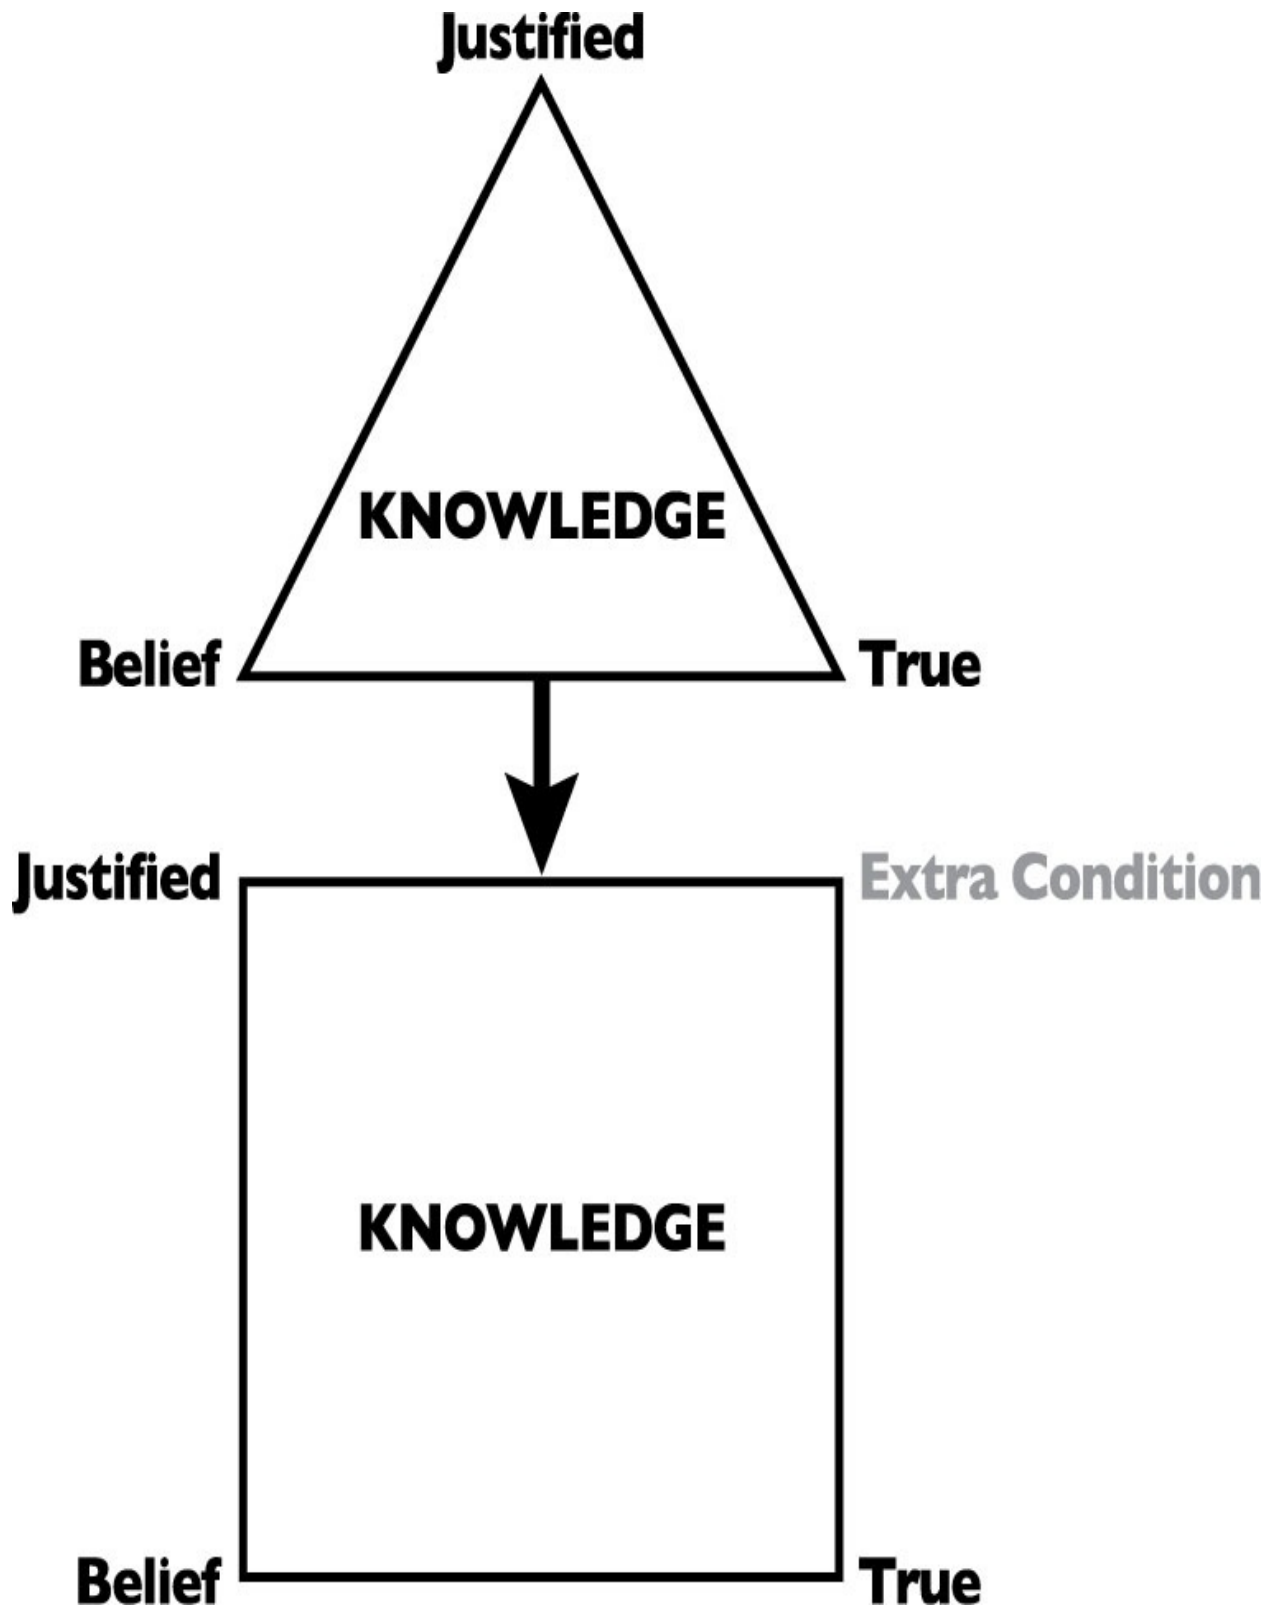 Justified
KNOWLEDGE
Belief
True
Justified
Extra Condition
KNOWLEDGE
Belief
True